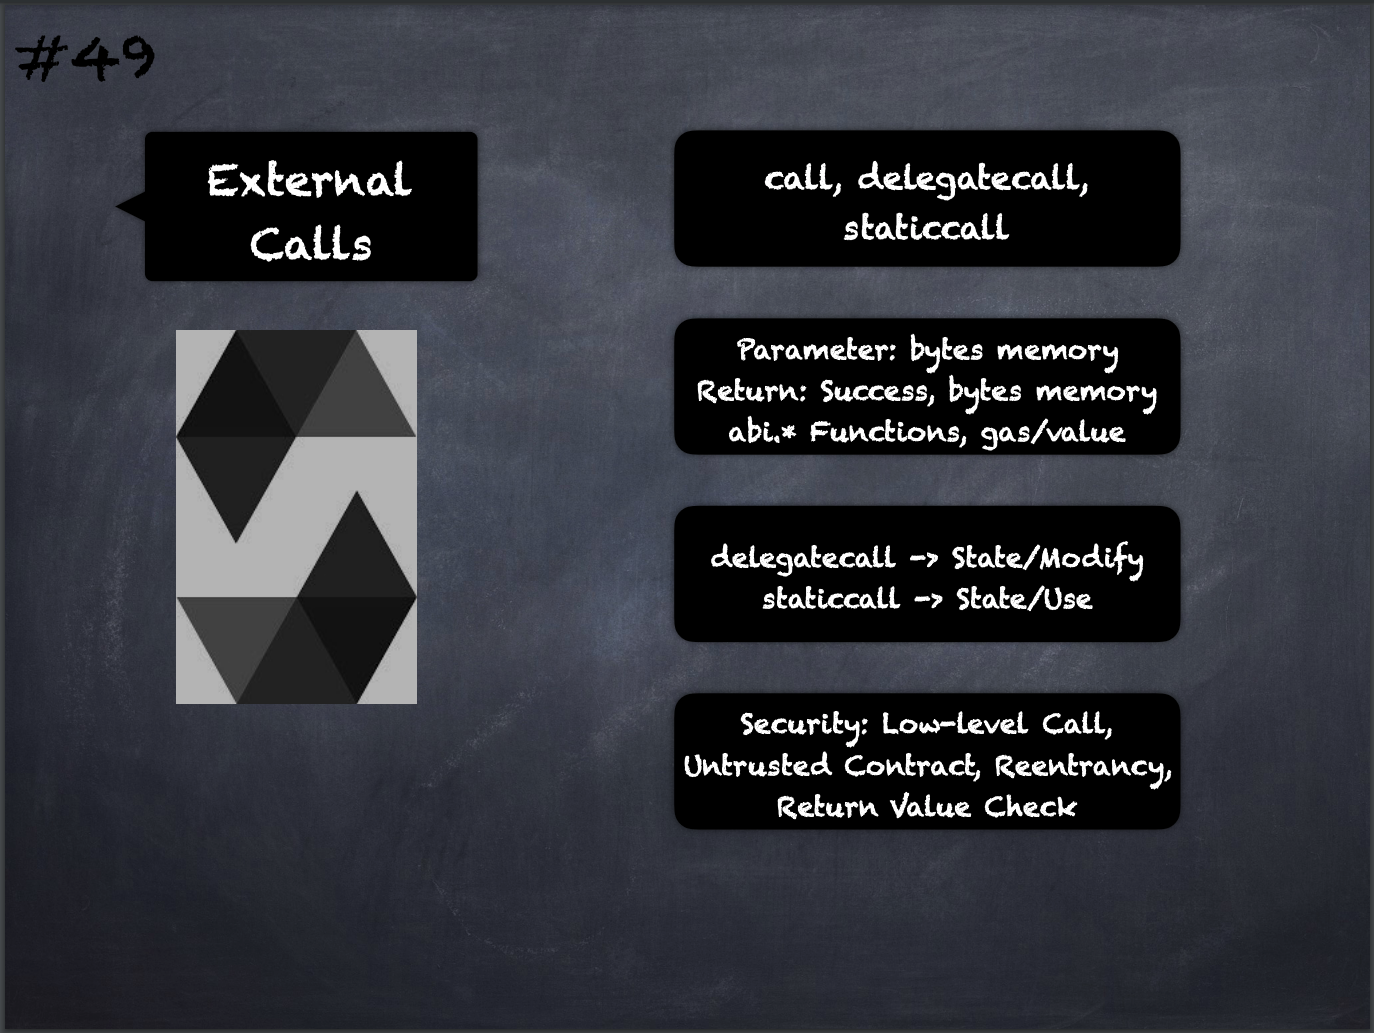 #49
External
Calls
call, delegatecall,
staticcall
Parameter: bytes memory
Return: Success, bytes memory
abi.* Functions, gas/value
delegatecall -> State/Modify
staticcall -> State/Use
Security: Low-level Call,
Untrusted Contract, Reentrancy,
Return Value Check